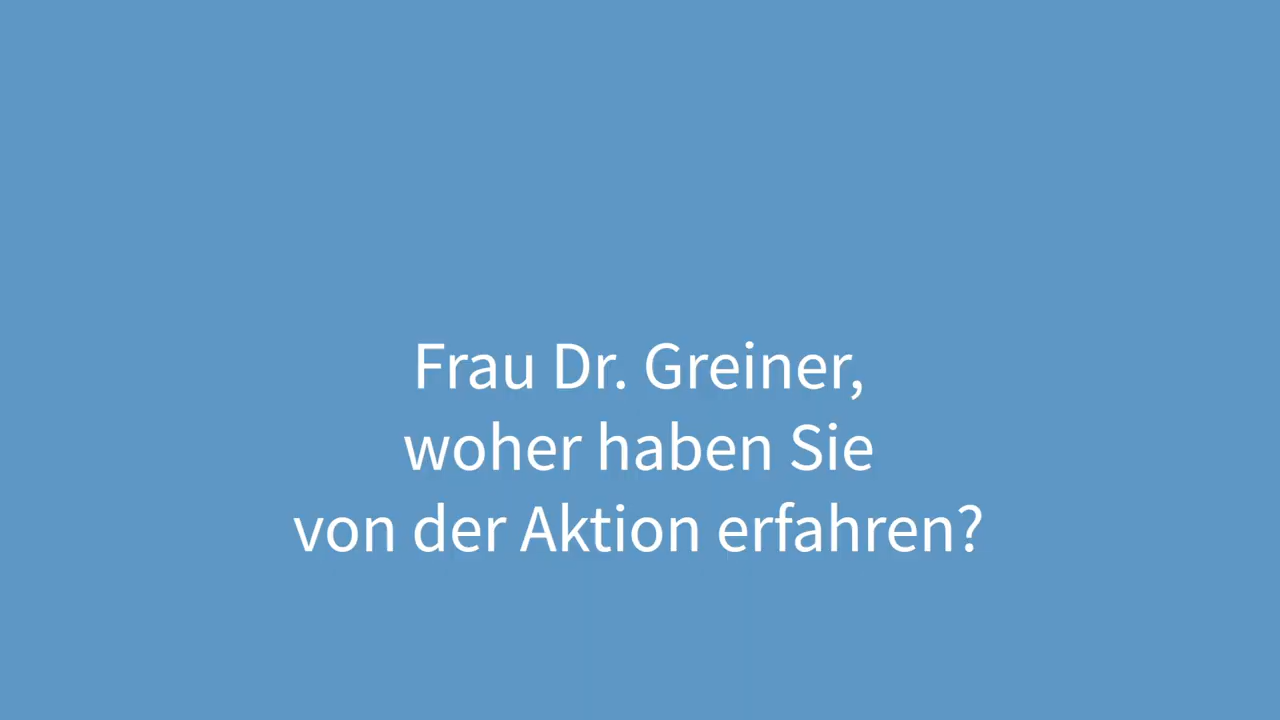 Frau Dr. Greiner,
woher haben Sie
von der Aktion erfahren?